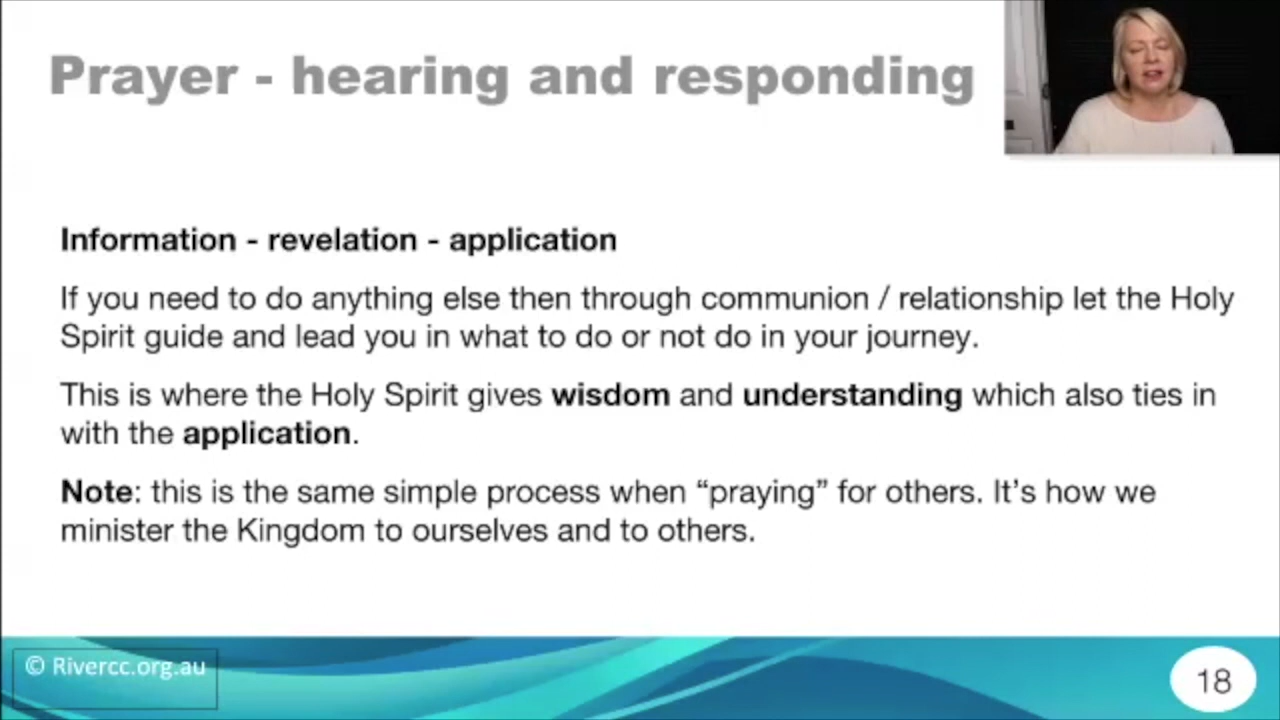 Prayer - hearing and responding
Information - revelation - application
If you need to do anything else then through communion / relationship let the Holy
Spirit guide and lead you in what to do or not do in your journey.
This is where the Holy Spirit gives wisdom and understanding which also ties in
with the application.
Note: this is the same simple process when “praying” for others. It’s how we
minister the Kingdom to ourselves and to others.
© Rivercc.org.au
18